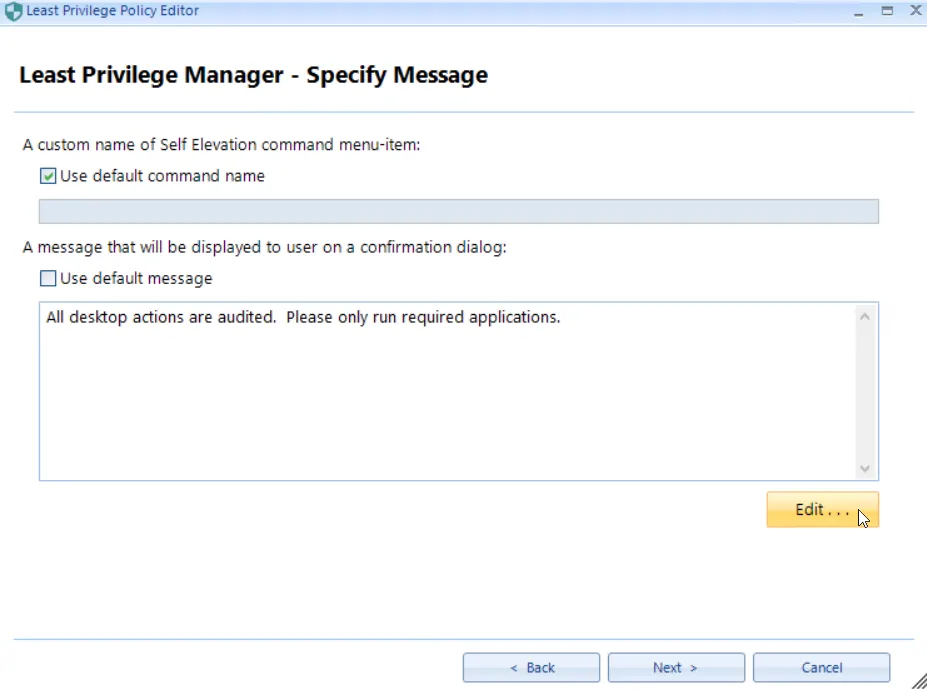 Least Privilege Policy Editor
Least Privilege Manager - Specify Message
A custom name of Self Elevation command menu-item:
Use default command name
A message that will be displayed to user on a confirmation dialog:
Use default message
All desktop actions are audited.  Please only run required applications.
Edit . . .
< Back
Next >
Cancel